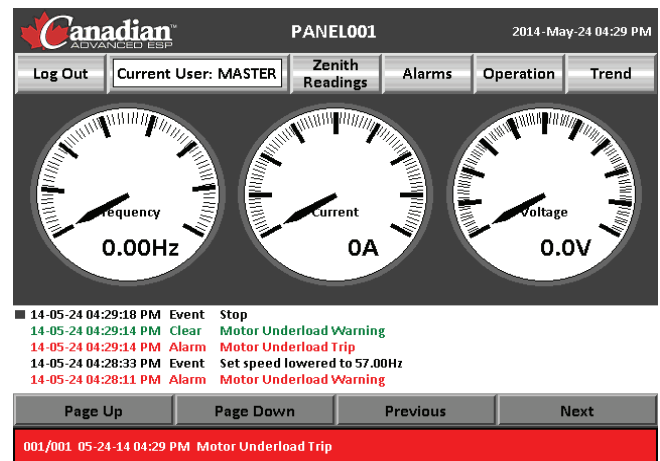 Canadian™ PANEL001 2014-May-24 04:29 PM
ADVANCED ESP
Log Out Current User: MASTER Zenith Readings Alarms Operation Trend
requency Current Voltage
0.00Hz 0A 0.0V
14-05-24 04:29:18 PM Event Stop
14-05-24 04:29:14 PM Clear Motor Underload Warning
14-05-24 04:29:14 PM Alarm Motor Underload Trip
14-05-24 04:28:33 PM Event Set speed lowered to 57.00Hz
14-05-24 04:28:11 PM Alarm Motor Underload Warning
Page Up Page Down Previous Next
001/001 05-24-14 04:29 PM Motor Underload Trip